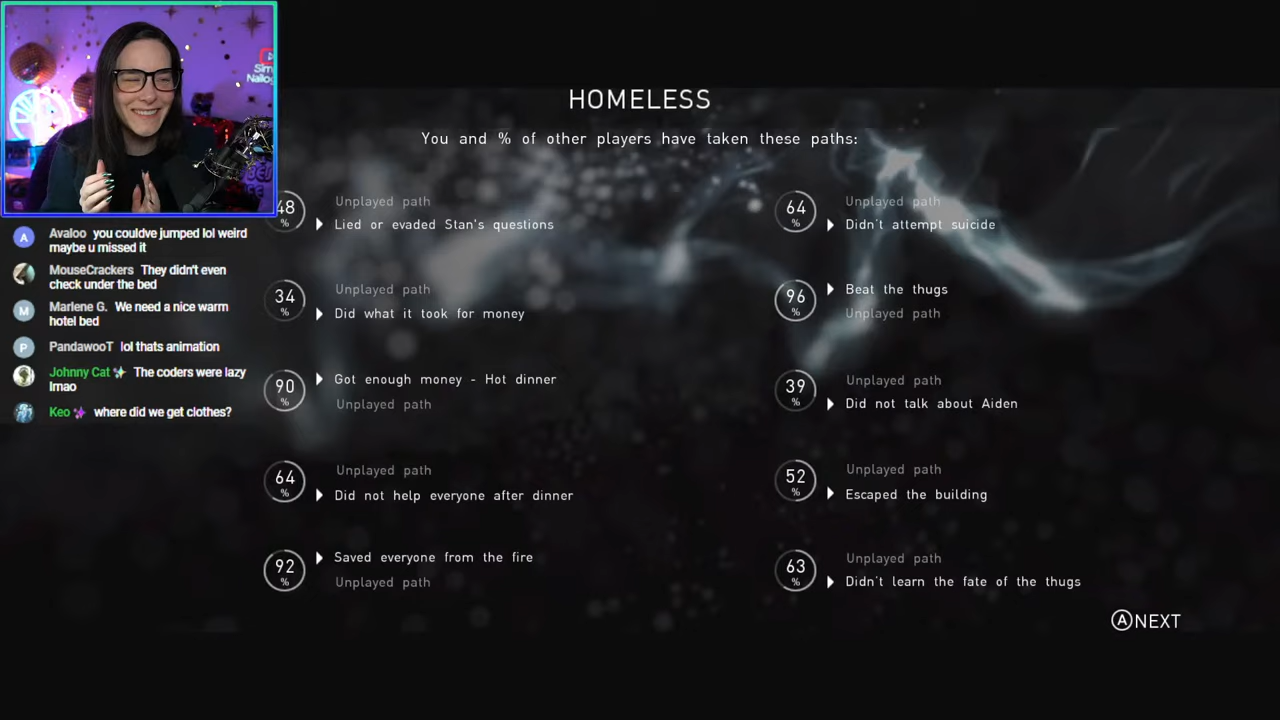 Sim
Nailog
HOMELESS
You and % of other players have taken these paths:
48 %
Unplayed path
Lied or evaded Stan's questions
34 %
Unplayed path
Did what it took for money
90 %
Got enough money - Hot dinner
Unplayed path
64 %
Unplayed path
Did not help everyone after dinner
92 %
Saved everyone from the fire
Unplayed path
64 %
Unplayed path
Didn't attempt suicide
96 %
Beat the thugs
Unplayed path
39 %
Unplayed path
Did not talk about Aiden
52 %
Unplayed path
Escaped the building
63 %
Unplayed path
Didn't learn the fate of the thugs
A NEXT
A Avaloo you couldve jumped lol weird
maybe u missed it
MouseCrackers They didn't even
check under the bed
M Marlene G. We need a nice warm
hotel bed
P PandawooT lol thats animation
Johnny Cat The coders were lazy
lmao
Keo where did we get clothes?